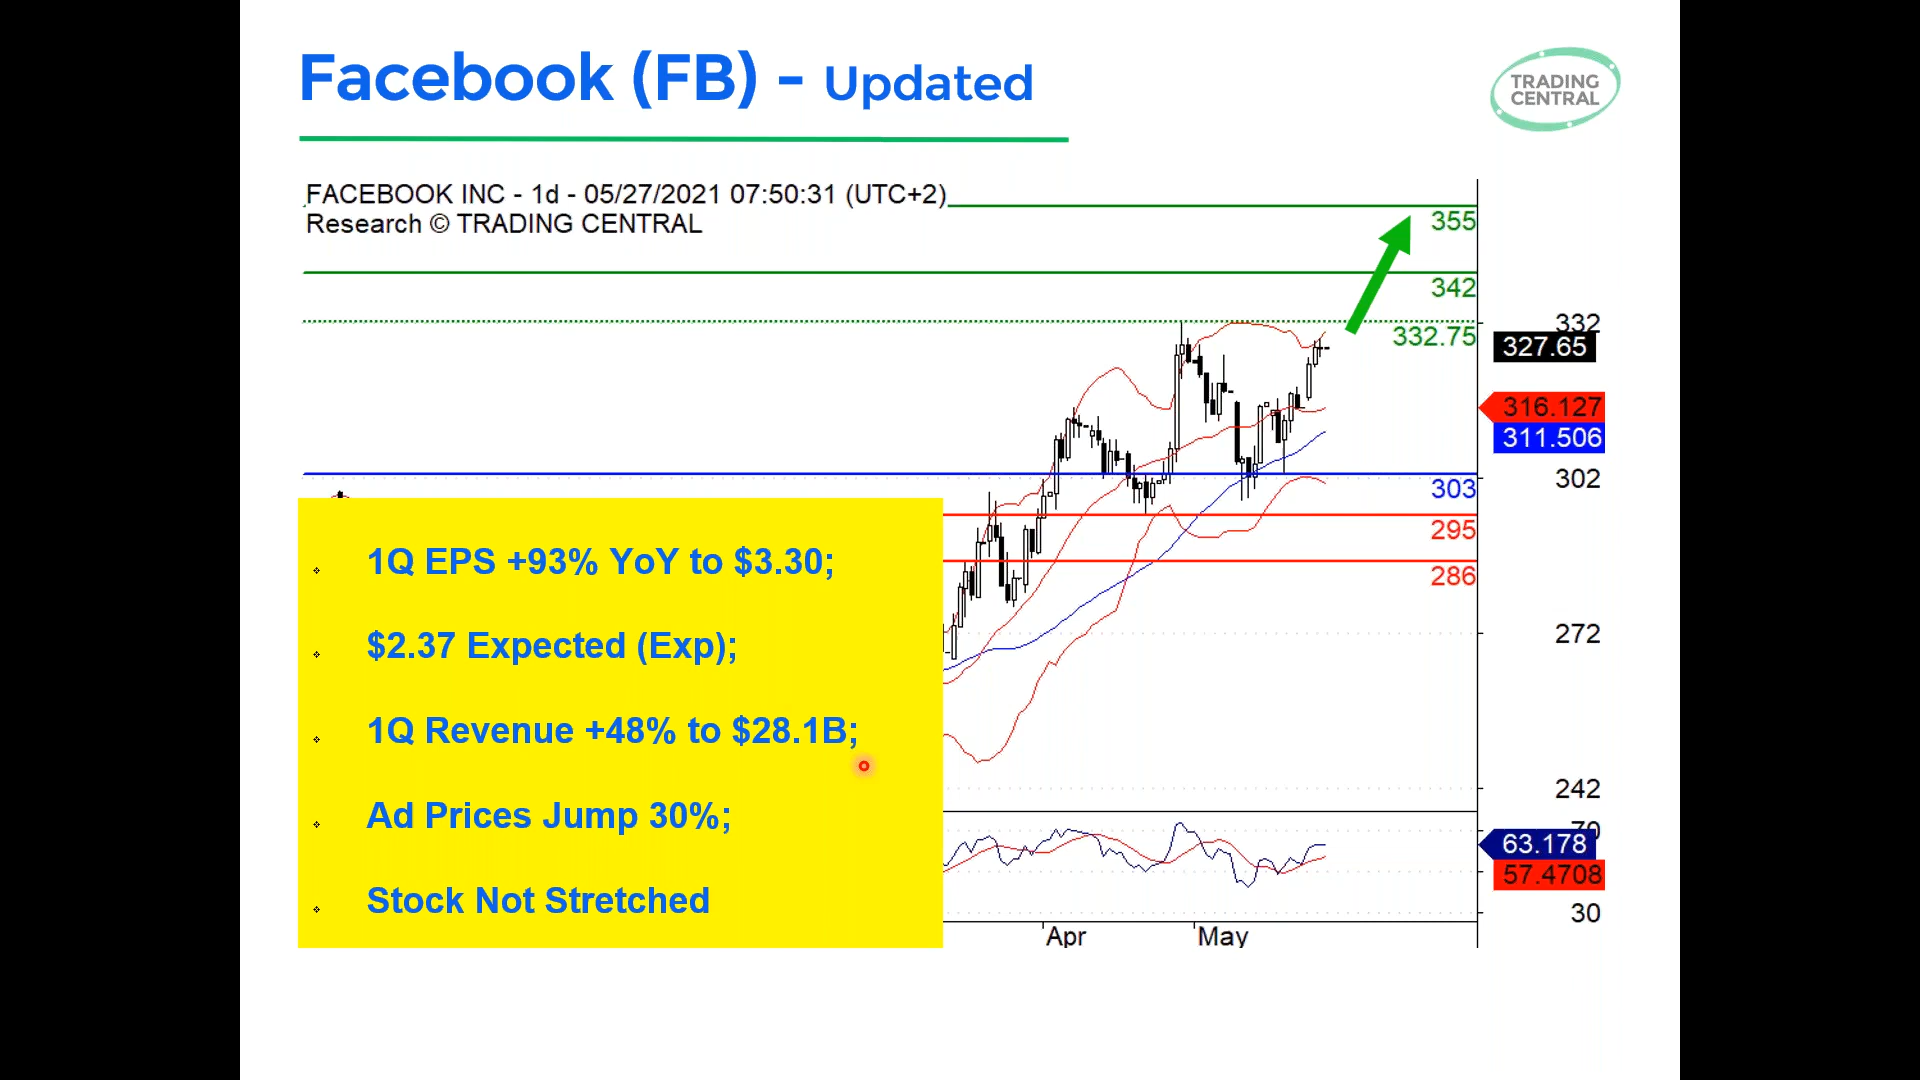 Facebook (FB) - Updated
TRADING
CENTRAL
FACEBOOK INC - 1d - 05/27/2021 07:50:31 (UTC+2)
Research © TRADING CENTRAL
355
342
332.75
332
327.65
316.127
311.506
303
302
295
286
272
242
1Q EPS +93% YoY to $3.30;
$2.37 Expected (Exp);
1Q Revenue +48% to $28.1B;
Ad Prices Jump 30%;
Stock Not Stretched
70
63.178
57.4708
30
Apr
May